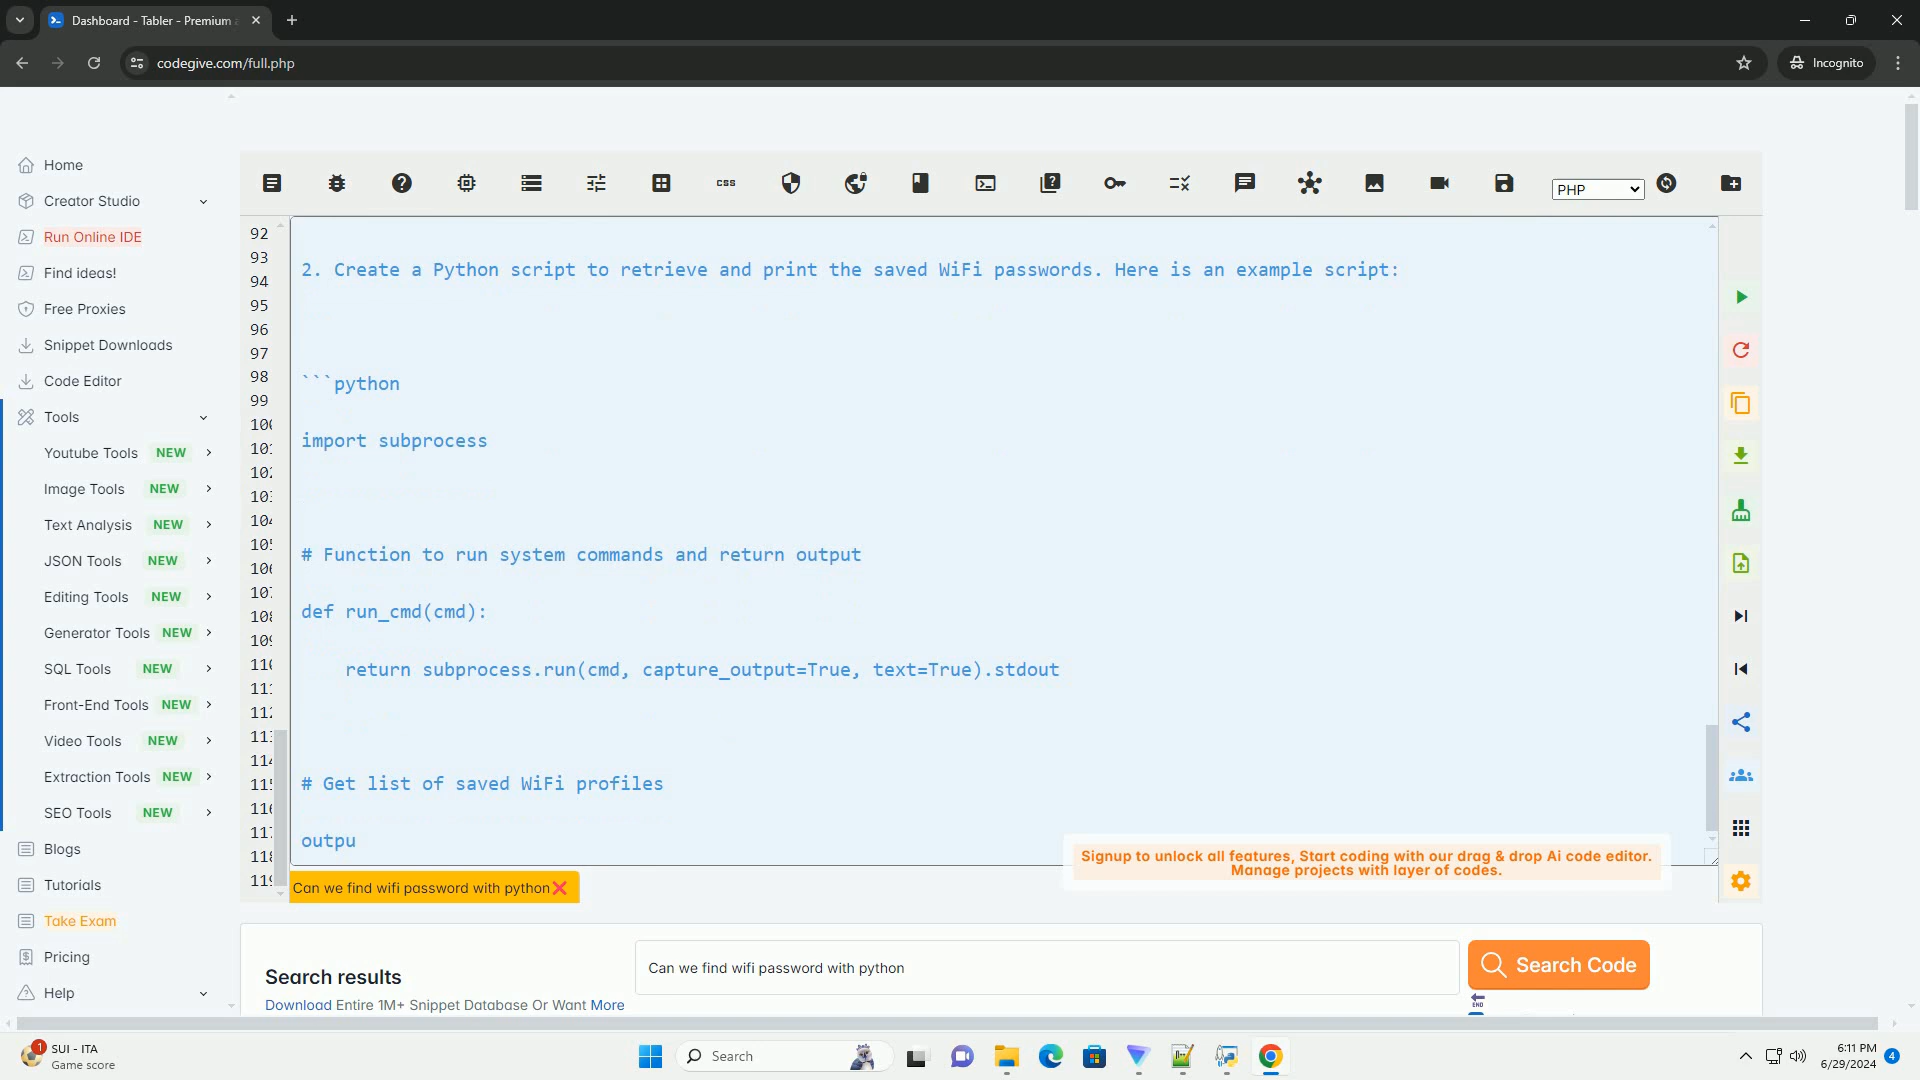 Dashboard - Tabler - Premium
codegive.com/full.php
Incognito
Home
Creator Studio
Run Online IDE
Find ideas!
Free Proxies
Snippet Downloads
Code Editor
Tools
Youtube Tools NEW
Image Tools NEW
Text Analysis NEW
JSON Tools NEW
Editing Tools NEW
Generator Tools NEW
SQL Tools NEW
Front-End Tools NEW
Video Tools NEW
Extraction Tools NEW
SEO Tools NEW
Blogs
Tutorials
Take Exam
Pricing
Help
css
PHP
92
93
94
95
96
97
98
99
2. Create a Python script to retrieve and print the saved WiFi passwords. Here is an example script:
```python
import subprocess
# Function to run system commands and return output
def run_cmd(cmd):
return subprocess.run(cmd, capture_output=True, text=True).stdout
# Get list of saved WiFi profiles
outpu
Signup to unlock all features, Start coding with our drag & drop Ai code editor.
Manage projects with layer of codes.
Can we find wifi password with python
Search results
Download Entire 1M+ Snippet Database Or Want More
Can we find wifi password with python
Search Code
END
1
SUI - ITA
Game score
Search
6:11 PM
6/29/2024
4